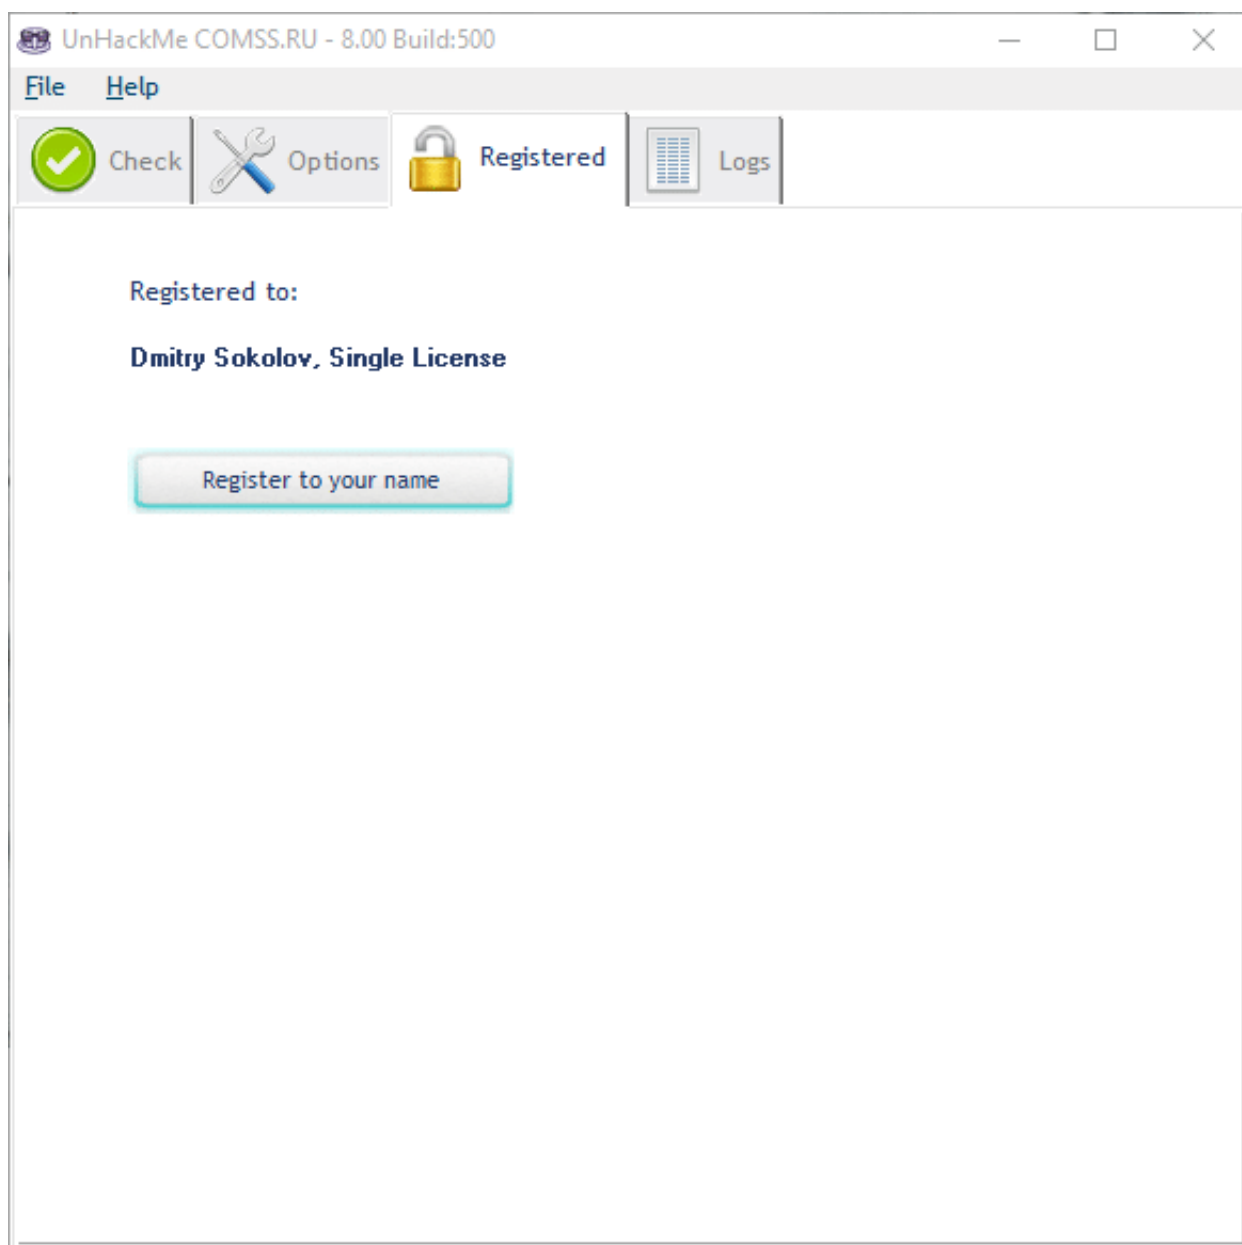 UnHackMe COMSS.RU - 8.00 Build:500
File Help
Check Options Registered Logs
Registered to:
Dmitry Sokolov, Single License
Register to your name